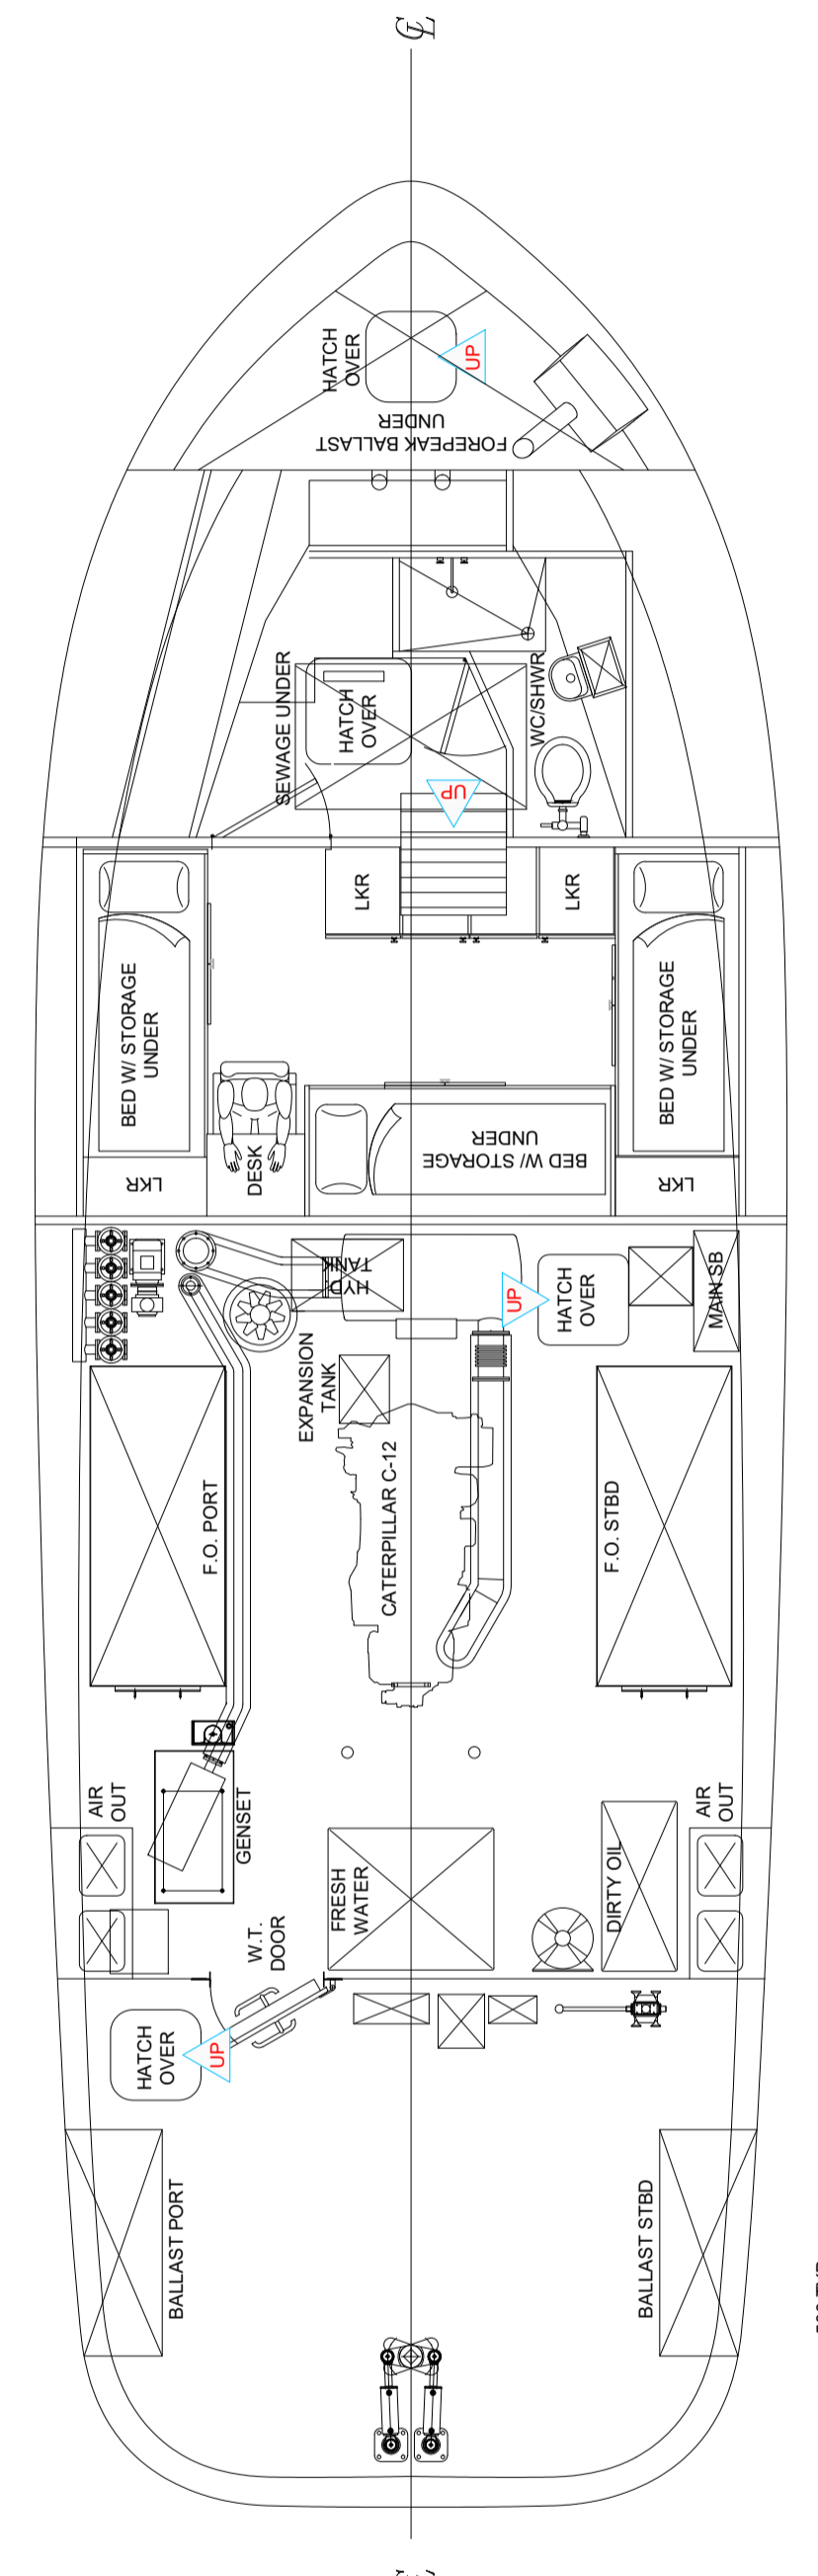 ℄
HATCH
OVER
UP
FOREPEAK BALLAST
UNDER
SEWAGE UNDER
HATCH
OVER
WC/SHWR
UP
LKR
LKR
BED W/ STORAGE
UNDER
BED W/ STORAGE
UNDER
BED W/ STORAGE
UNDER
LKR
DESK
LKR
HYD
TANK
UP
HATCH
OVER
MAIN SB
EXPANSION
TANK
CATERPILLAR C-12
F.O. PORT
F.O. STBD
AIR
OUT
GENSET
AIR
OUT
W.T.
DOOR
FRESH
WATER
DIRTY OIL
HATCH
OVER
UP
BALLAST PORT
BALLAST STBD